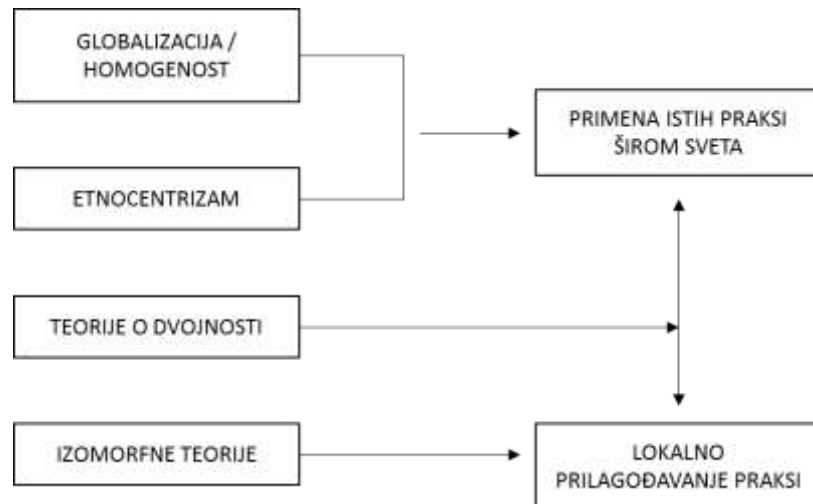 GLOBALIZACIJA /
HOMOGENOST
PRIMENA ISTIH PRAKSI
ŠIROM SVETA
ETNOCENTRIZAM
TEORIJE O DVOJNOSTI
IZOMORFNE TEORIJE
LOKALNO
PRILAGOĐAVANJE PRAKSI